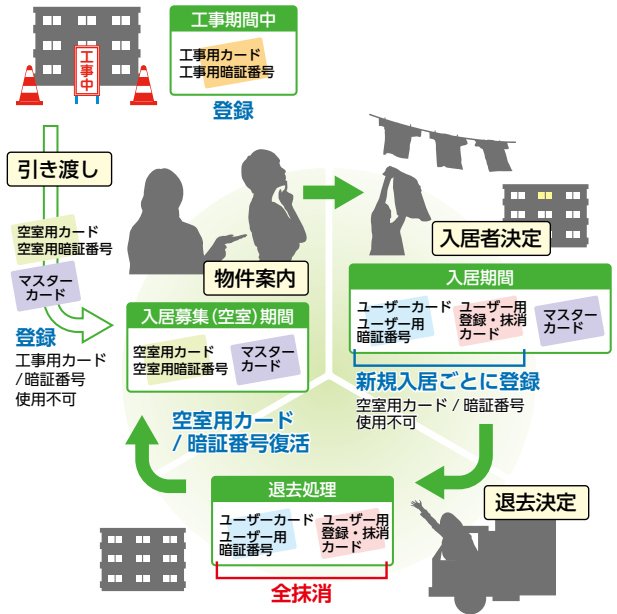 工事期間中
工事用カード
工事用暗証番号
登録
工事中
引き渡し
空室用カード
空室用暗証番号
マスター
カード
登録
工事用カード
/暗証番号
使用不可
物件案内
入居募集(空室)期間
空室用カード
空室用暗証番号
マスター
カード
入居者決定
入居期間
ユーザーカード
ユーザー用
暗証番号
ユーザー用
登録・抹消
カード
マスター
カード
新規入居ごとに登録
空室用カード / 暗証番号
使用不可
空室用カード
/ 暗証番号復活
退去決定
退去処理
ユーザーカード
ユーザー用
暗証番号
ユーザー用
登録・抹消
カード
全抹消